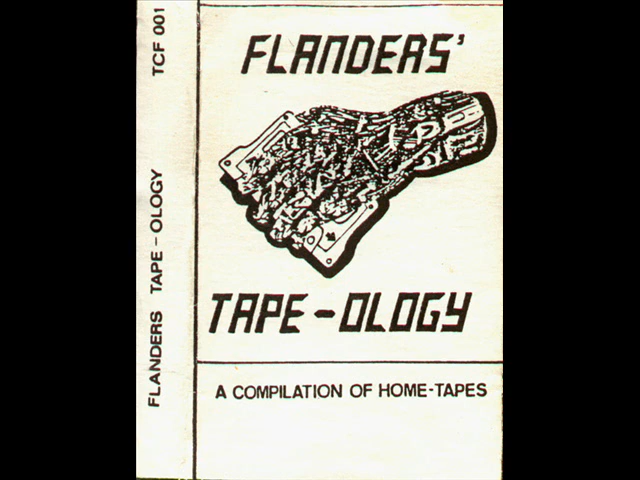 FLANDERS'
TAPE-OLOGY
A COMPILATION OF HOME-TAPES
FLANDERS TAPE-OLOGY TCF 001